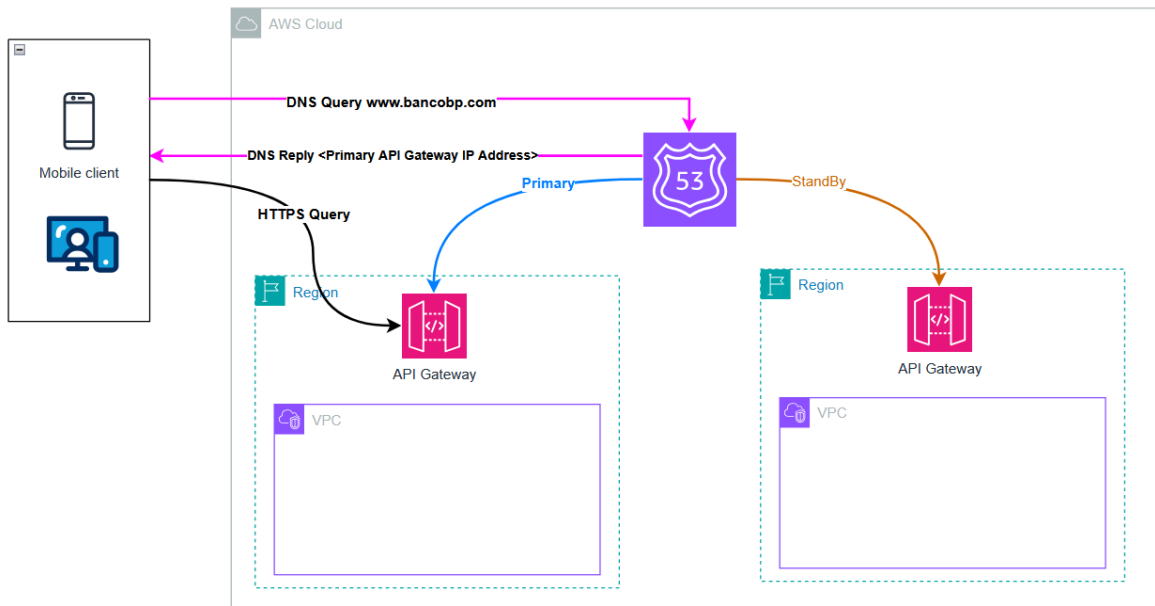 AWS Cloud
DNS Query www.bancobp.com
DNS Reply <Primary API Gateway IP Address>
Mobile client
53
Primary
StandBy
HTTPS Query
Region
Region
</>
</>
API Gateway
API Gateway
VPC
VPC